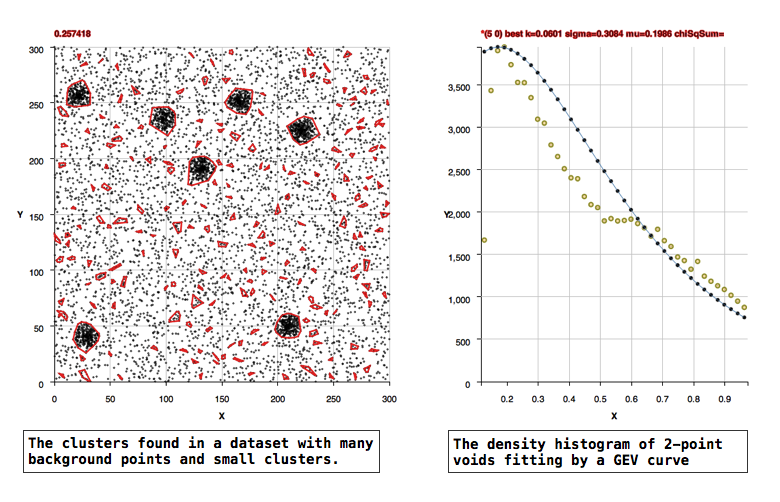 0.257418
300
250
200
Y
150
100
50
0
0 50 100 150 200 250 300
X
The clusters found in a dataset with many
background points and small clusters.
*(5 0) best k=0.0601 sigma=0.3084 mu=0.1986 chiSqSum=
3,500
3,000
2,500
Y
2,000
1,500
1,000
500
0
0.2 0.3 0.4 0.5 0.6 0.7 0.8 0.9
X
The density histogram of 2-point
voids fitting by a GEV curve